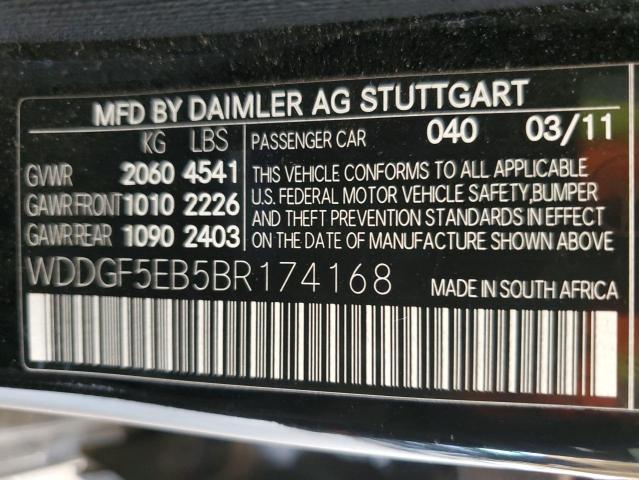 MFD BY DAIMLER AG STUTTGART
KG LBS PASSENGER CAR 040 03/11
GVWR 2060 4541 THIS VEHICLE CONFORMS TO ALL APPLICABLE
GAWR FRONT 1010 2226 U.S. FEDERAL MOTOR VEHICLE SAFETY,BUMPER
GAWR REAR 1090 2403 AND THEFT PREVENTION STANDARDS IN EFFECT
ON THE DATE OF MANUFACTURE SHOWN ABOVE
WDDGF5EB5BR174168 MADE IN SOUTH AFRICA